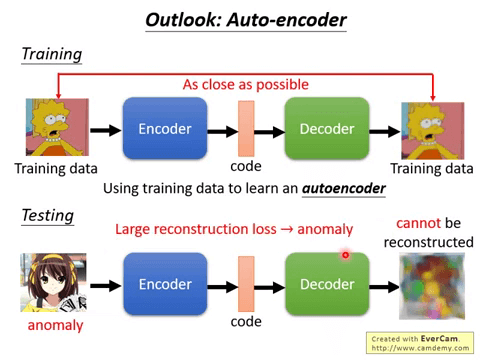 Outlook: Auto-encoder
Training
As close as possible
Encoder
Decoder
Training data
code
Training data
Using training data to learn an autoencoder
Testing
Large reconstruction loss → anomaly
cannot be
reconstructed
Encoder
Decoder
anomaly
code
Created with EverCam.
http://www.camdemy.com